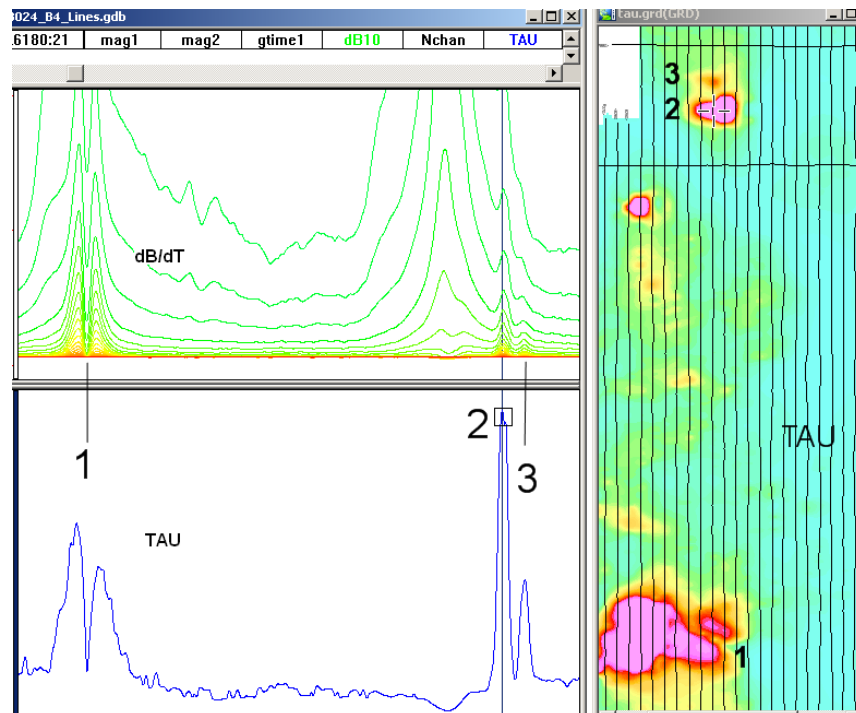 3024_B4_Lines.gdb
.6180:21 mag1 mag2 gtime1 dB10 Nchan TAU
dB/dT
1
2
3
TAU
tau.grd(GRD)
3
2
TAU
1